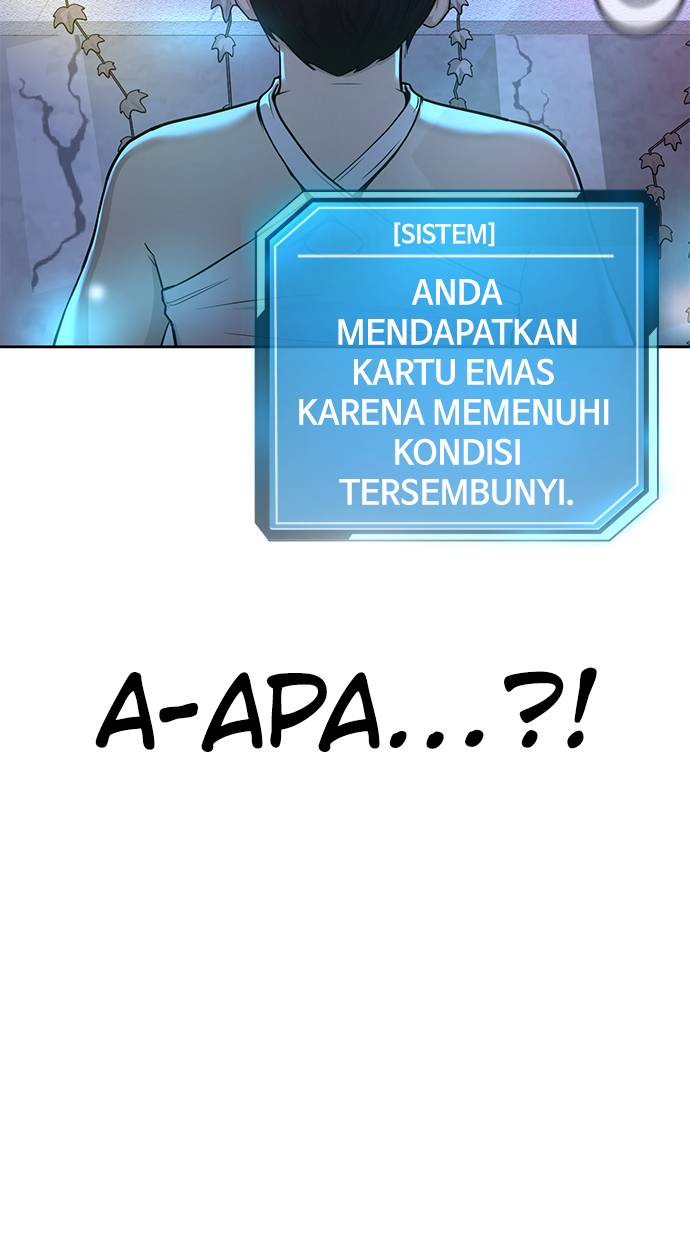 [SISTEM]
ANDA
MENDAPATKAN
KARTU EMAS
KARENA MEMENUHI
KONDISI
TERSEMBUNYI.
A-APA...?!